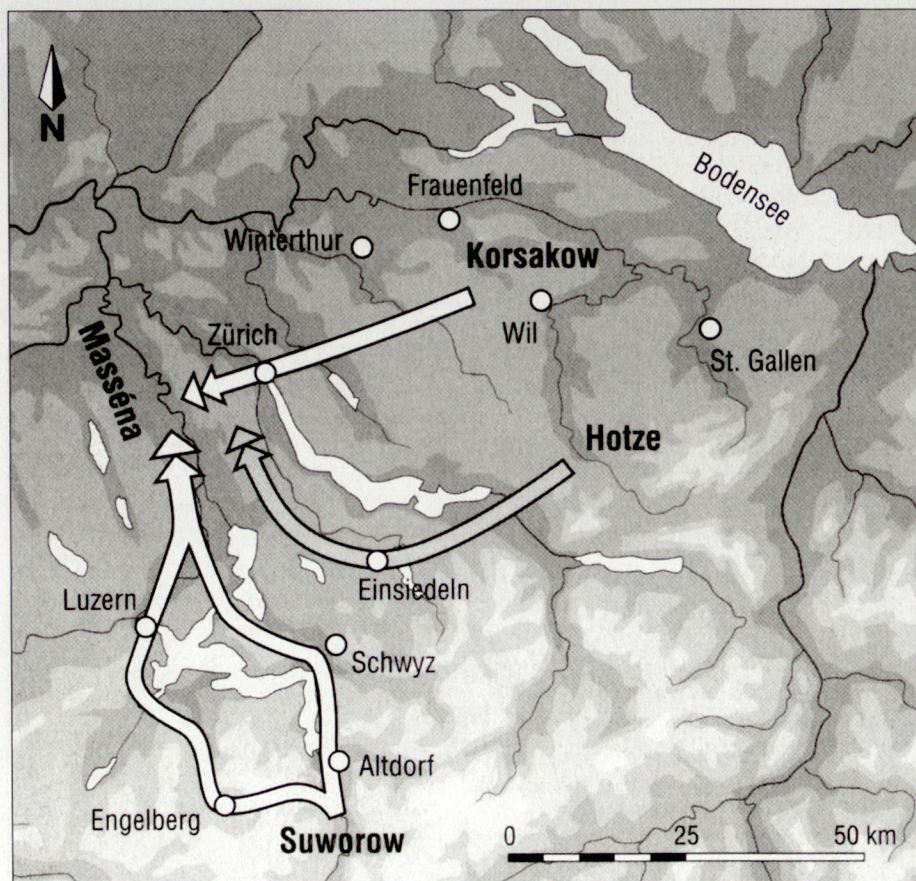 N
Bodensee
Frauenfeld
Winterthur
Korsakow
Zürich
Wil
St. Gallen
Masséna
Hotze
Einsiedeln
Luzern
Schwyz
Altdorf
Engelberg
Suworow
0 25 50 km